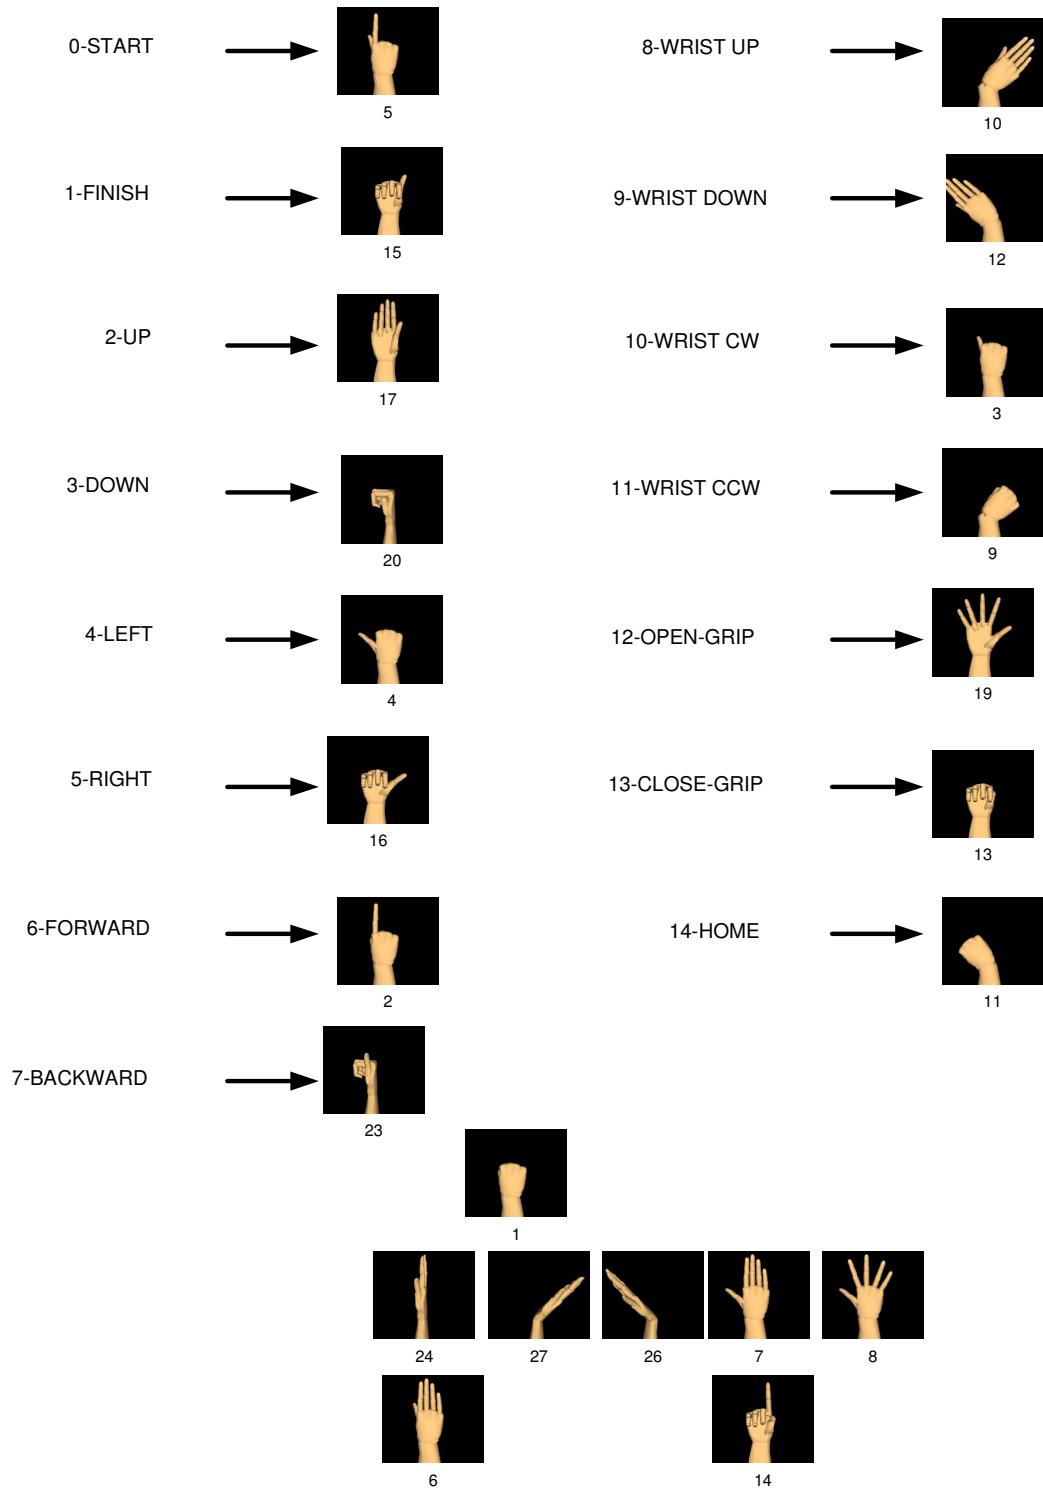 0-START
5
1-FINISH
15
2-UP
17
3-DOWN
20
4-LEFT
4
5-RIGHT
16
6-FORWARD
2
7-BACKWARD
23
8-WRIST UP
10
9-WRIST DOWN
12
10-WRIST CW
3
11-WRIST CCW
9
12-OPEN-GRIP
19
13-CLOSE-GRIP
13
14-HOME
11
1
24 27 26 7 8
6 14